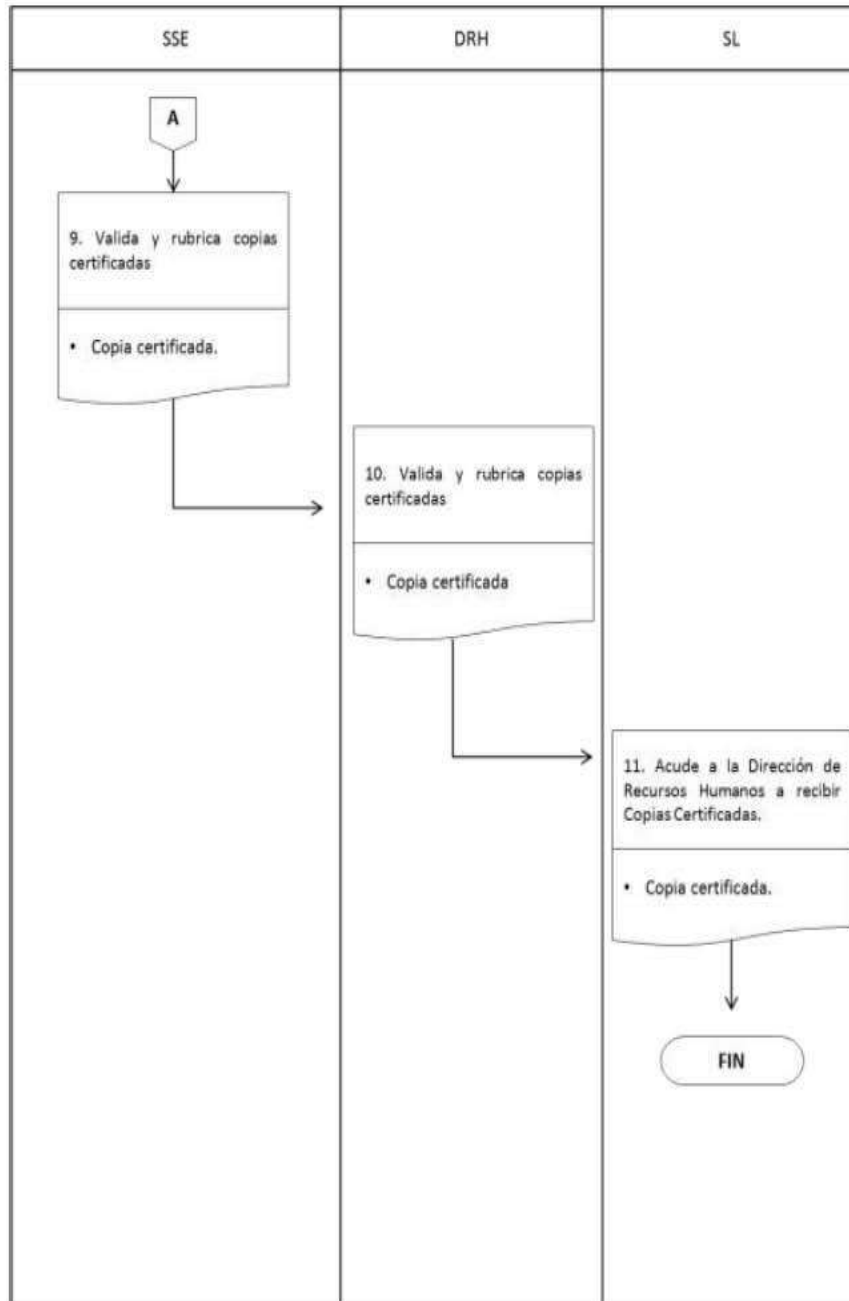 SSE
DRH
SL
A
9. Valida y rubrica copias
certificadas
• Copia certificada.
10. Valida y rubrica copias
certificadas
• Copia certificada
11. Acude a la Dirección de
Recursos Humanos a recibir
Copias Certificadas.
• Copia certificada.
FIN